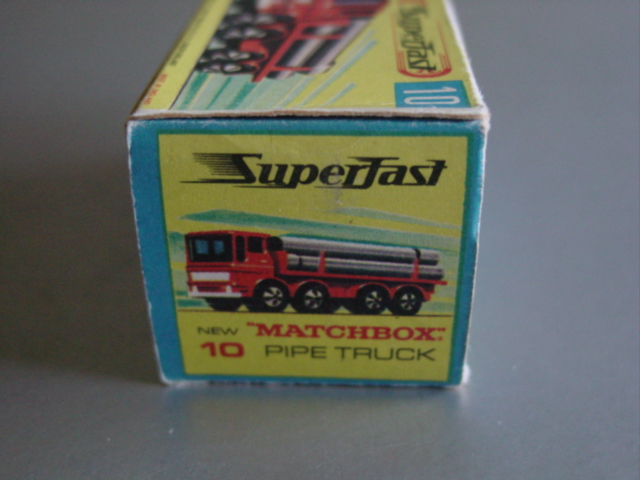 Superfast
10
Superfast
NEW "MATCHBOX"
10 PIPE TRUCK